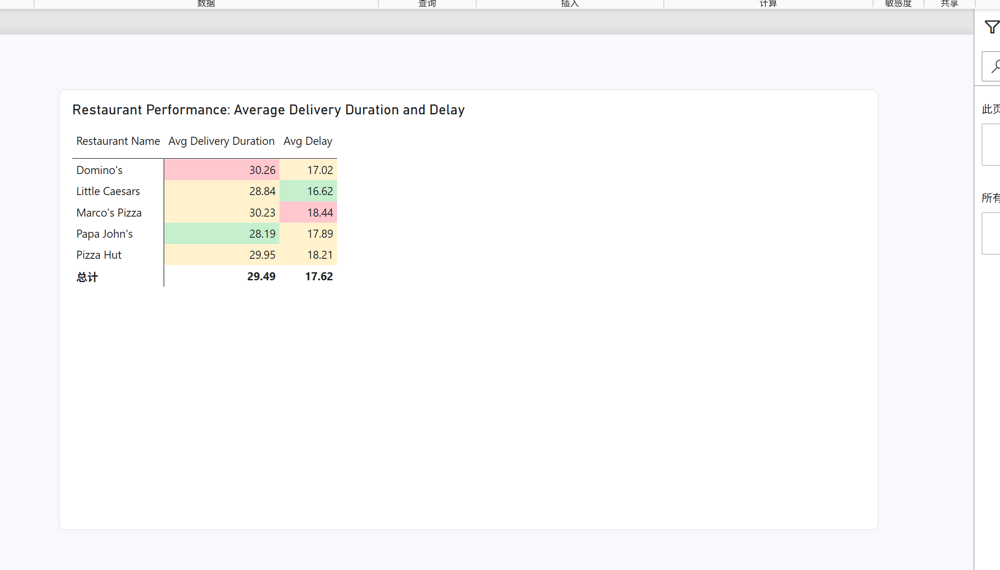 数据 查询 插入 计算 敏感度 共享
此页
所有
Restaurant Performance: Average Delivery Duration and Delay
Restaurant Name Avg Delivery Duration Avg Delay
Domino's 30.26 17.02
Little Caesars 28.84 16.62
Marco's Pizza 30.23 18.44
Papa John's 28.19 17.89
Pizza Hut 29.95 18.21
总计 29.49 17.62